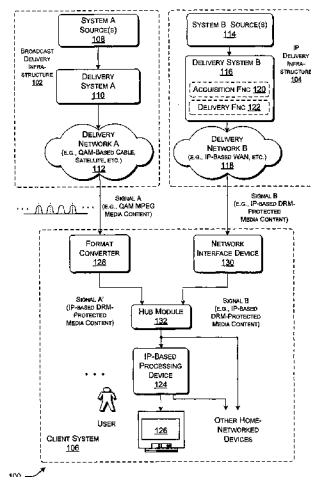 SYSTEM A
SOURCE(S)
108
BROADCAST
DELIVERY
INFRA-
STRUCTURE
102
DELIVERY
SYSTEM A
110
DELIVERY
NETWORK A
(E.G., QAM-BASED CABLE,
SATELLITE, ETC.)
112
SYSTEM B SOURCE(S)
114
IP
DELIVERY
INFRA-
STRUCTURE
104
DELIVERY SYSTEM B
116
ACQUISITION FNC 120
DELIVERY FNC 122
DELIVERY
NETWORK B
(E.G., IP-BASED WAN, ETC.)
118
SIGNAL A
(E.G., QAM MPEG
MEDIA CONTENT)
SIGNAL B
(E.G., IP-BASED DRM-
PROTECTED
MEDIA CONTENT)
FORMAT
CONVERTER
128
NETWORK
INTERFACE DEVICE
130
SIGNAL A'
(IP-BASED DRM-
PROTECTED
MEDIA CONTENT)
HUB MODULE
132
SIGNAL B
(E.G., IP-BASED
DRM-PROTECTED
MEDIA CONTENT)
IP-BASED
PROCESSING
DEVICE
124
USER
126
OTHER HOME-
NETWORKED
DEVICES
CLIENT SYSTEM
106
100